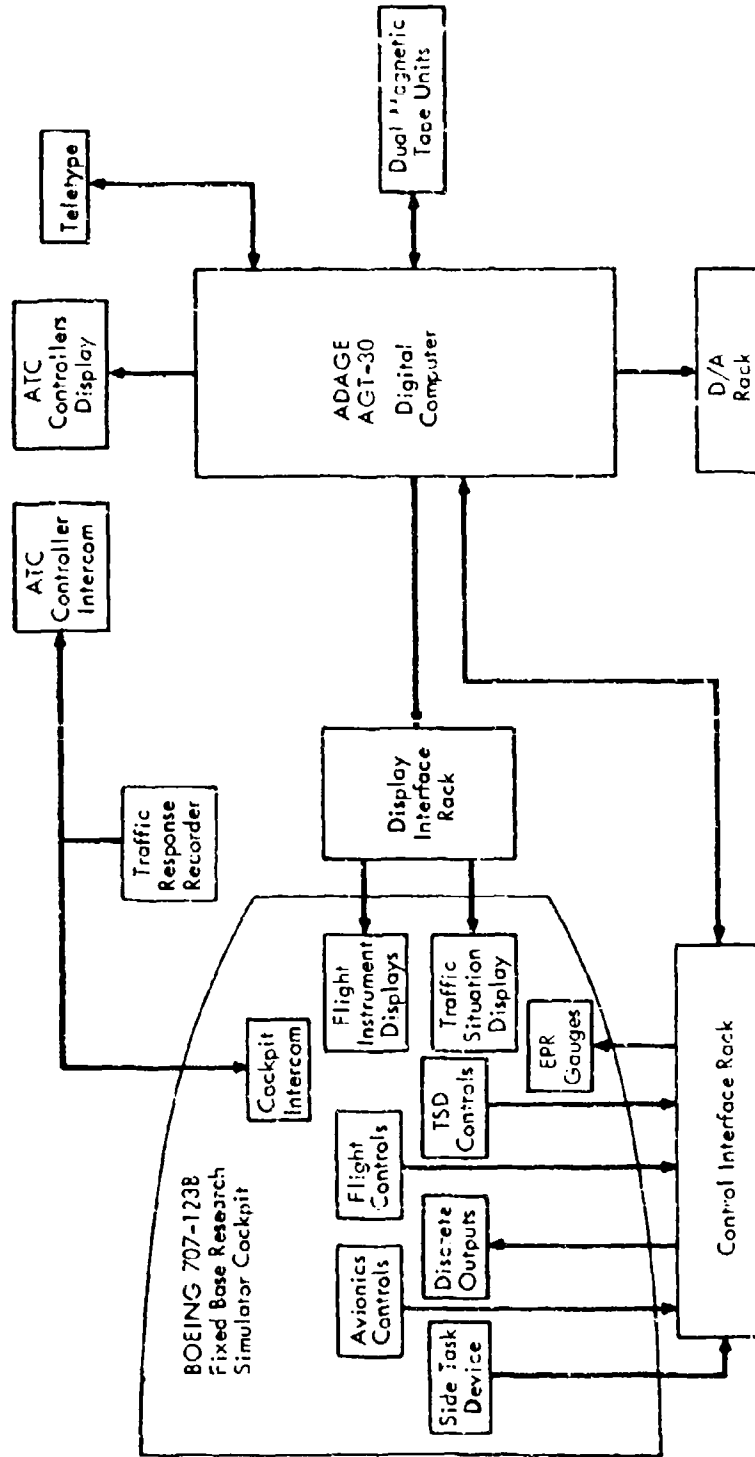 BOEING 707-123B
Fixed Base Research
Simulator Cockpit
Cockpit
Intercom
Traffic
Response
Recorder
ATC
Controller
Intercom
ATC
Controllers
Display
Teletype
Flight
Instrument
Displays
Traffic
Situation
Display
Display
Interface
Rack
ADAGE
AGT-30
Digital
Computer
Dual Magnetic
Tape Units
Side Task
Device
Avionics
Controls
Discrete
Outputs
Flight
Controls
TSD
Controls
EPR
Gauges
Control Interface Rack
D/A
Rack